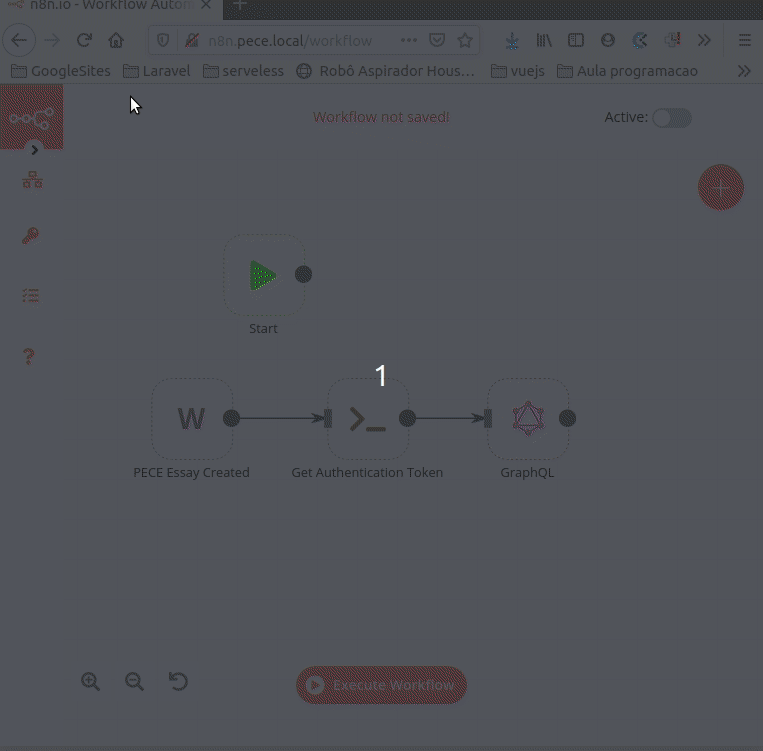 n8n.io - Workflow Autom
n8n.pece.local/workflow
GoogleSites Laravel serveless Robô Aspirador Hous... vuejs Aula programacao
Workflow not saved!
Active:
Start
1
W
PECE Essay Created
Get Authentication Token
GraphQL
Execute Workflow